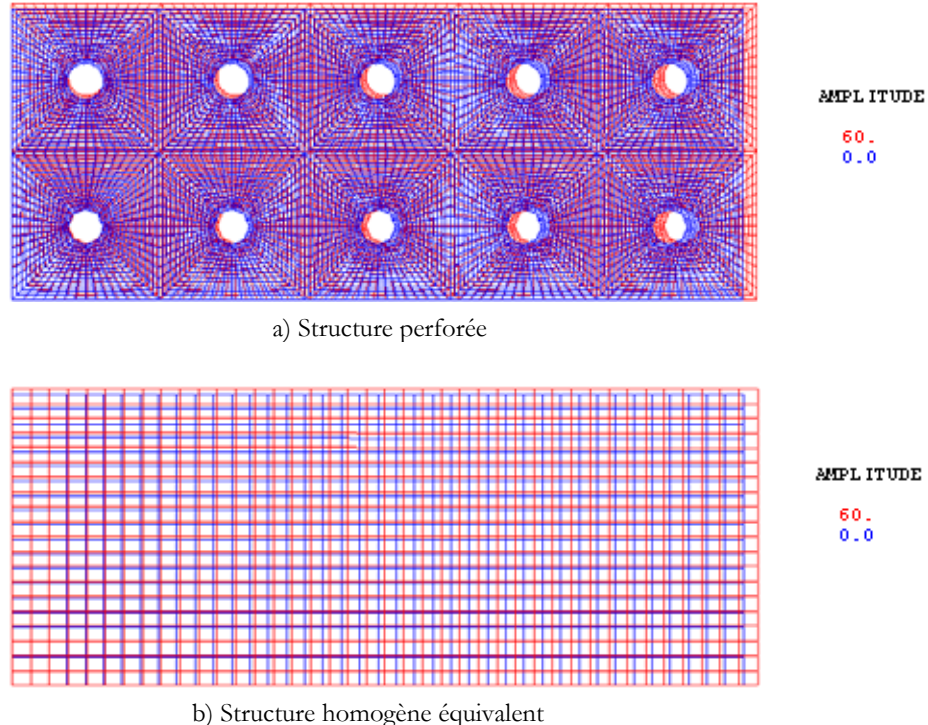 AMPLITUDE
60.
0.0
a) Structure perforée
AMPLITUDE
60.
0.0
b) Structure homogène équivalent